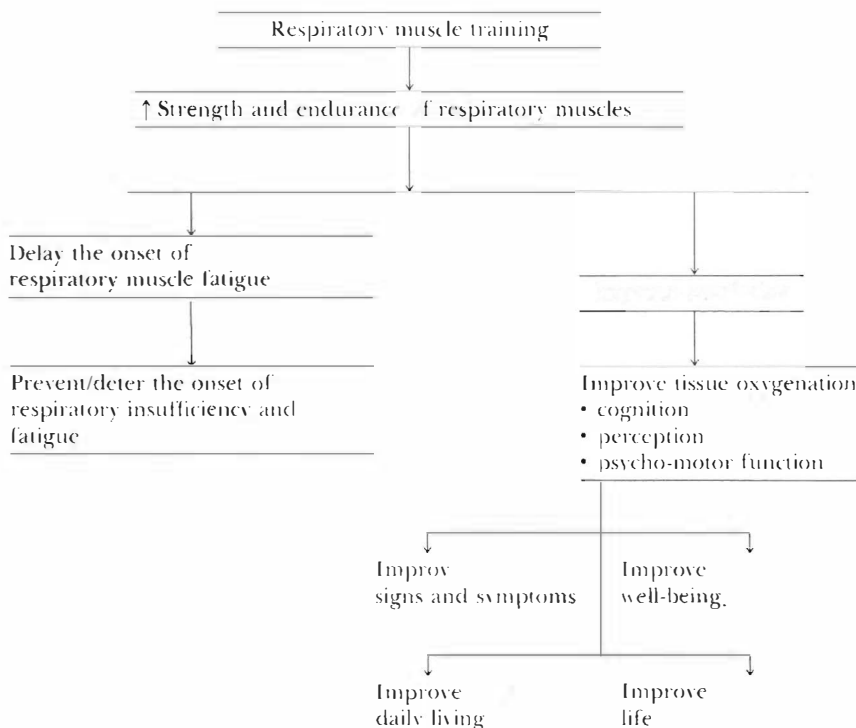 Respiratory muscle training
↑ Strength and endurance f respiratory muscles
Delay the onset of
respiratory muscle fatigue
Prevent/deter the onset of
respiratory insufficiency and
fatigue
Improve tissue oxygenation
• cognition
• perception
• psycho-motor function
Improv
signs and symptoms
Improve
well-being.
Improve
daily living
Improve
life